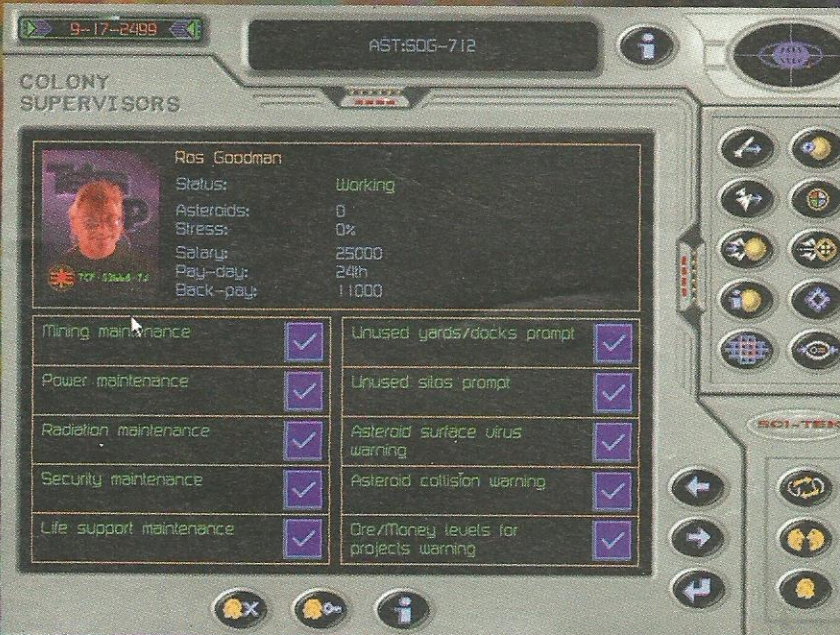 9-17-2499
AST:SOG-712
COLONY
SUPERVISORS
Ros Goodman
Status: Working
Asteroids: 0
Stress: 0%
Salary: 25000
Pay-day: 24th
Back-pay: 11000
Mining maintenance
Unused yards/docks prompt
Power maintenance
Unused silos prompt
Radiation maintenance
Asteroid surface virus
warning
Security maintenance
Asteroid collision warning
Life support maintenance
Ore/Money levels for
projects warning
SCI-TEK